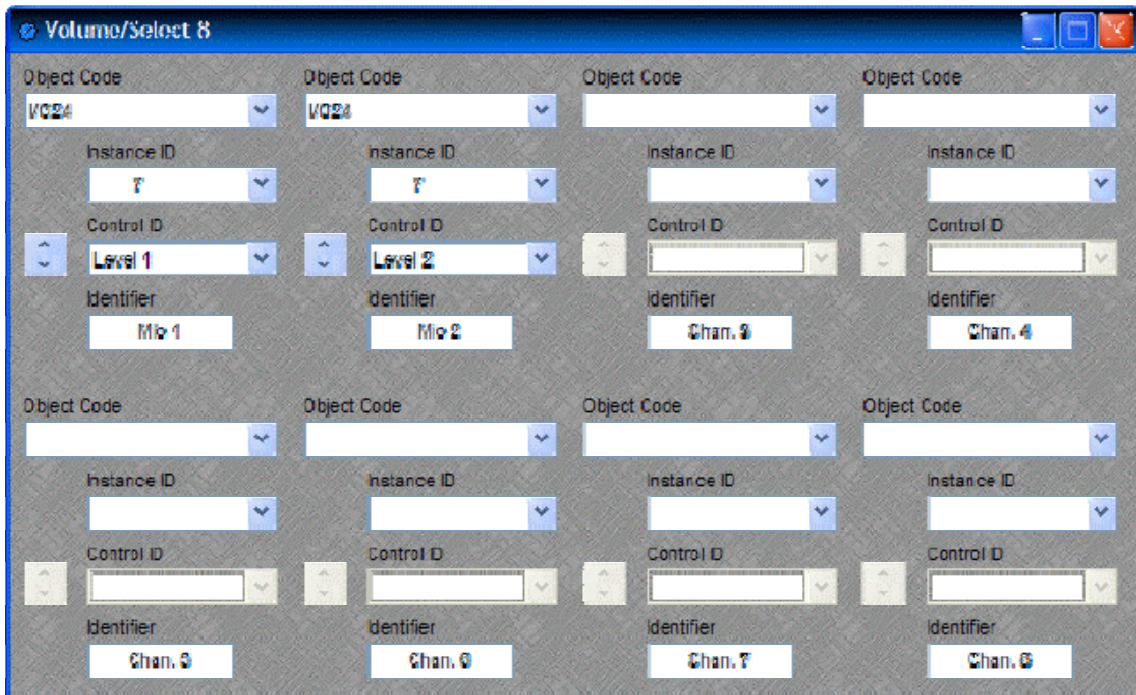 Volume/Select 8
Object Code Object Code Object Code Object Code
VC24 VC24
Instance ID Instance ID Instance ID Instance ID
Control ID Control ID Control ID Control ID
Level 1 Level 2
Identifier Identifier Identifier Identifier
Mic 1 Mic 2 Chan. 3 Chan. 4
Object Code Object Code Object Code Object Code
Instance ID Instance ID Instance ID Instance ID
Control ID Control ID Control ID Control ID
Identifier Identifier Identifier Identifier
Chan. 5 Chan. 6 Chan. 7 Chan. 8